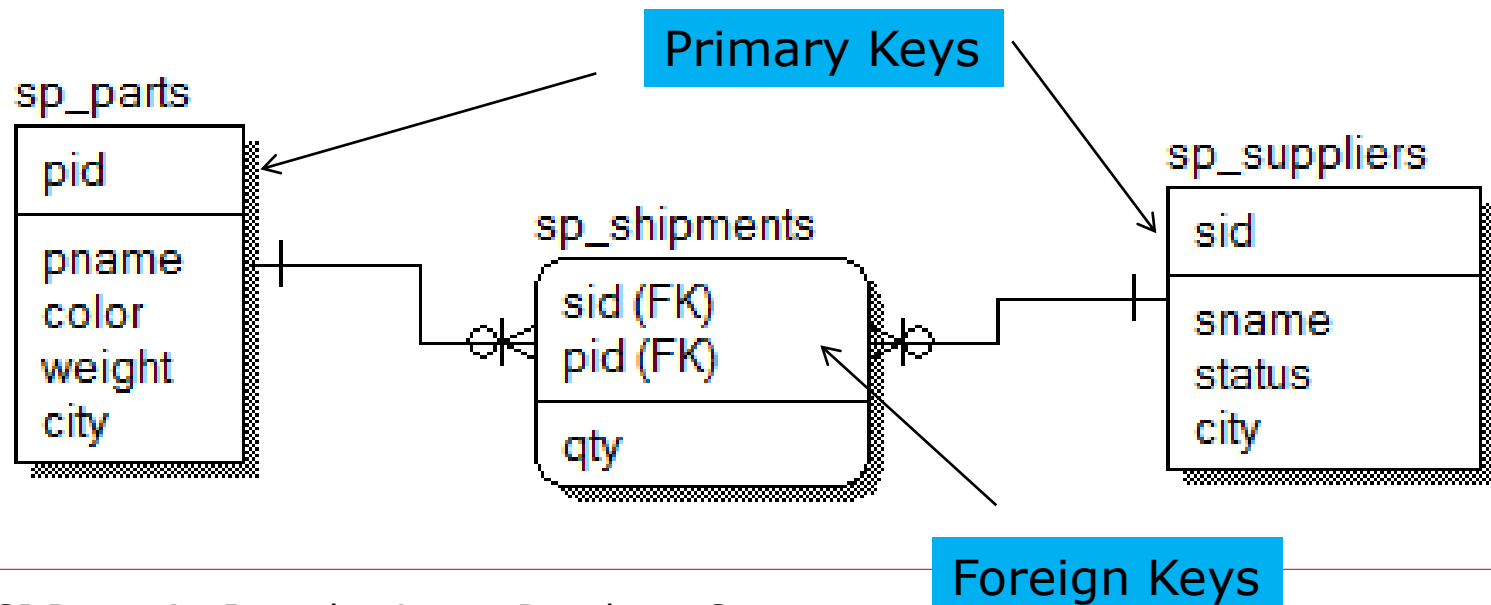 Primary Keys
sp_parts
pid
pname
color
weight
city
sp_shipments
sid (FK)
pid (FK)
qty
sp_suppliers
sid
sname
status
city
Foreign Keys